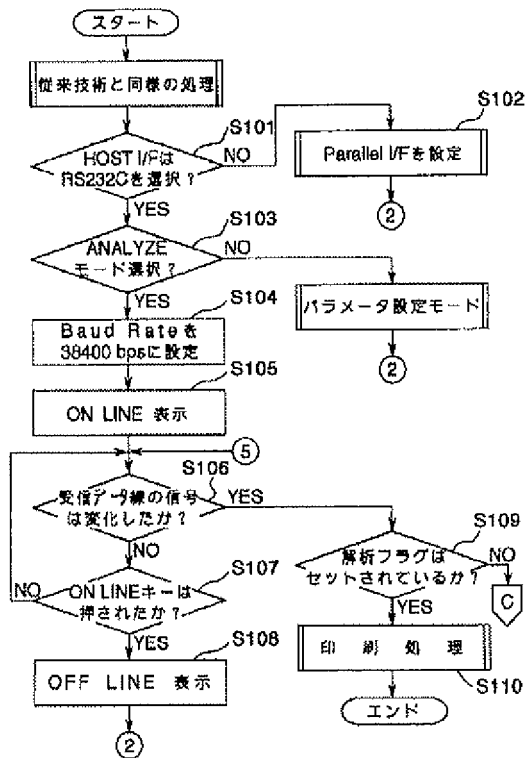 スタート
従来技術と同様の処理
S101
HOST I/Fは
RS232Cを選択?
NO
YES
S102
Parallel I/Fを設定
2
S103
ANALYZE
モード選択?
NO
YES
パラメータ設定モード
2
S104
Baud Rateを
38400 bpsに設定
S105
ON LINE 表示
5
S106
受信データ線の信号
は変化したか?
YES
NO
S107
ON LINEキーは
押されたか?
NO
YES
S108
OFF LINE 表示
2
S109
解析フラグは
セットされているか?
NO
C
YES
印刷処理
S110
エンド